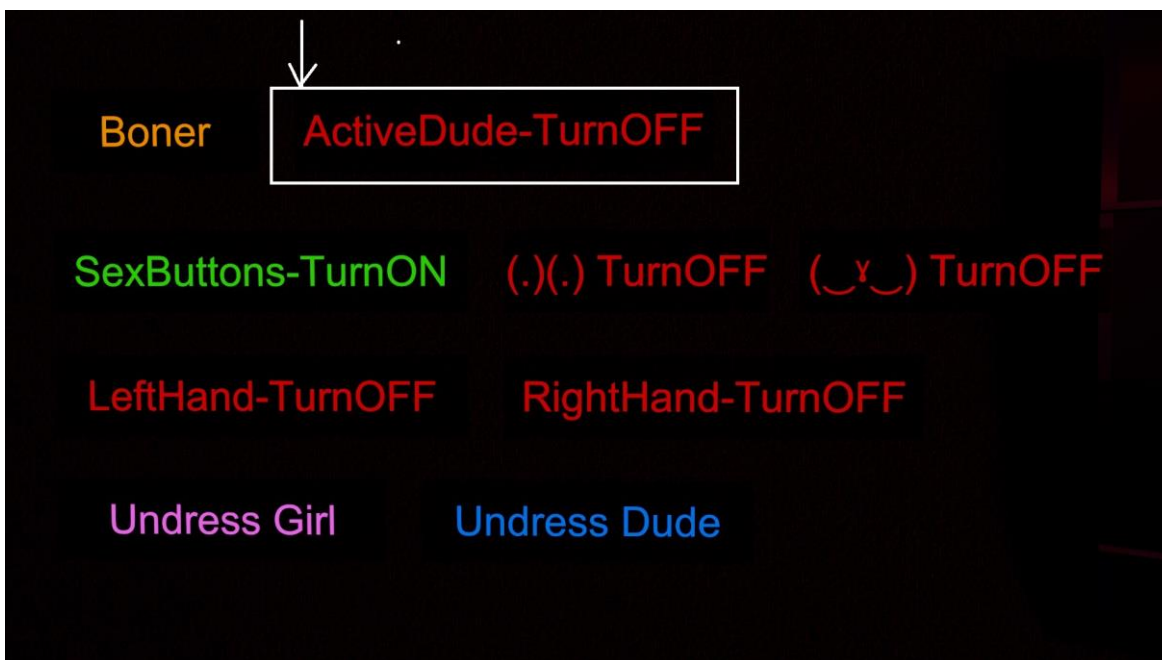 Boner ActiveDude-TurnOFF
SexButtons-TurnON (.)(.) TurnOFF (‿ɤ‿) TurnOFF
LeftHand-TurnOFF RightHand-TurnOFF
Undress Girl Undress Dude